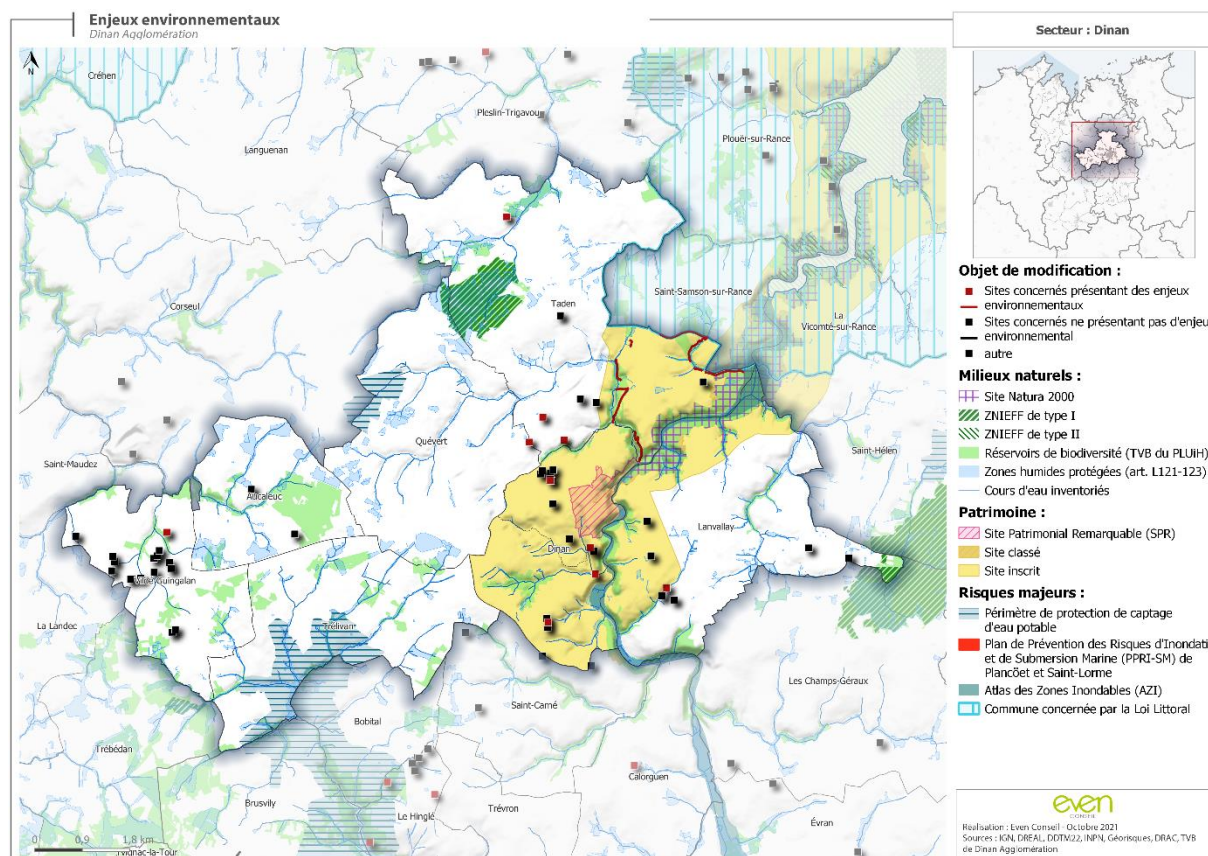 Enjeux environnementaux
Dinan Agglomération
Secteur : Dinan
N
Créhen
Languenan
Pleslin-Trigavou
Plouër-sur-Rance
Corseul
Taden
Saint-Samson-sur-Rance
La
Vicomté-sur-Rance
Quévert
Saint-Maudez
Aucaleuc
Saint-Hélen
Lanvallay
Dinan
Vildé Guingalan
La Landec
Trélivan
Les Champs-Géraux
Saint-Carné
Bobital
Trébédan
Calorguen
Brusvily
Trévron
Le Hinglé
Évran
0 0,9 1,8 km
Yvignac-la-Tour
Objet de modification :
Sites concernés présentant des enjeux
environnementaux
Sites concernés ne présentant pas d'enjeu
environnemental
autre
Milieux naturels :
Site Natura 2000
ZNIEFF de type I
ZNIEFF de type II
Réservoirs de biodiversité (TVB du PLUiH)
Zones humides protégées (art. L121-123)
Cours d'eau inventoriés
Patrimoine :
Site Patrimonial Remarquable (SPR)
Site classé
Site inscrit
Risques majeurs :
Périmètre de protection de captage
d'eau potable
Plan de Prévention des Risques d'Inondati
et de Submersion Marine (PPRI-SM) de
Plancöet et Saint-Lorme
Atlas des Zones Inondables (AZI)
Commune concernée par la Loi Littoral
even
CONSEIL
Réalisation : Even Conseil - Octobre 2021
Sources : IGN, DREAL, DDTM22, INPN, Géorisques, DRAC, TVB
de Dinan Agglomération